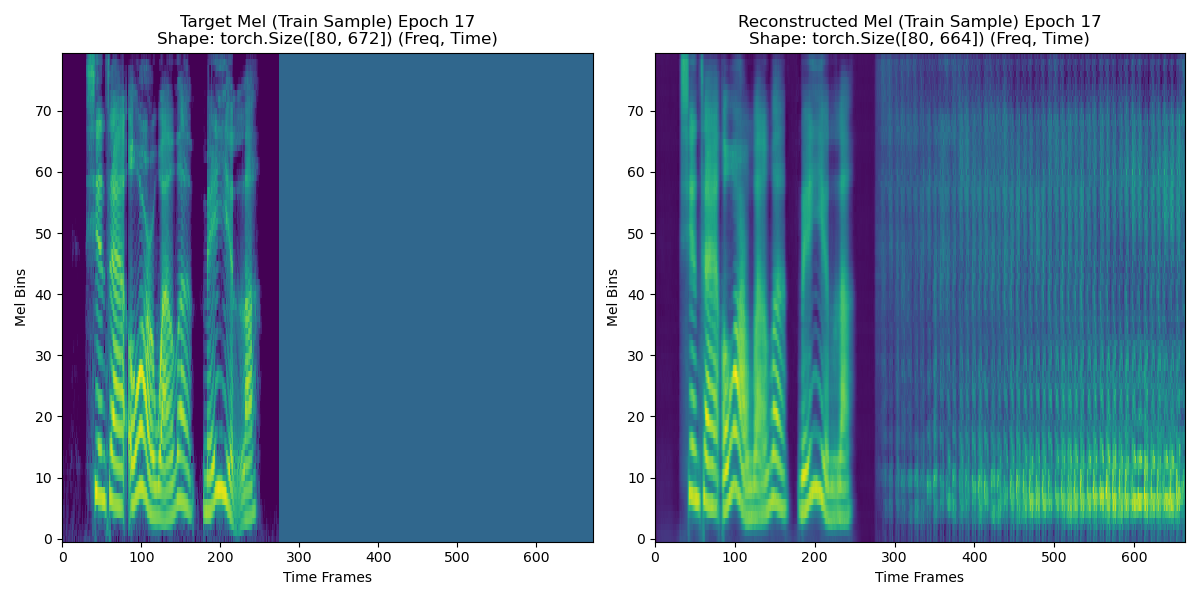 Target Mel (Train Sample) Epoch 17
Shape: torch.Size([80, 672]) (Freq, Time)
Mel Bins
70
60
50
40
30
20
10
0
0 100 200 300 400 500 600
Time Frames
Reconstructed Mel (Train Sample) Epoch 17
Shape: torch.Size([80, 664]) (Freq, Time)
Mel Bins
70
60
50
40
30
20
10
0
0 100 200 300 400 500 600
Time Frames